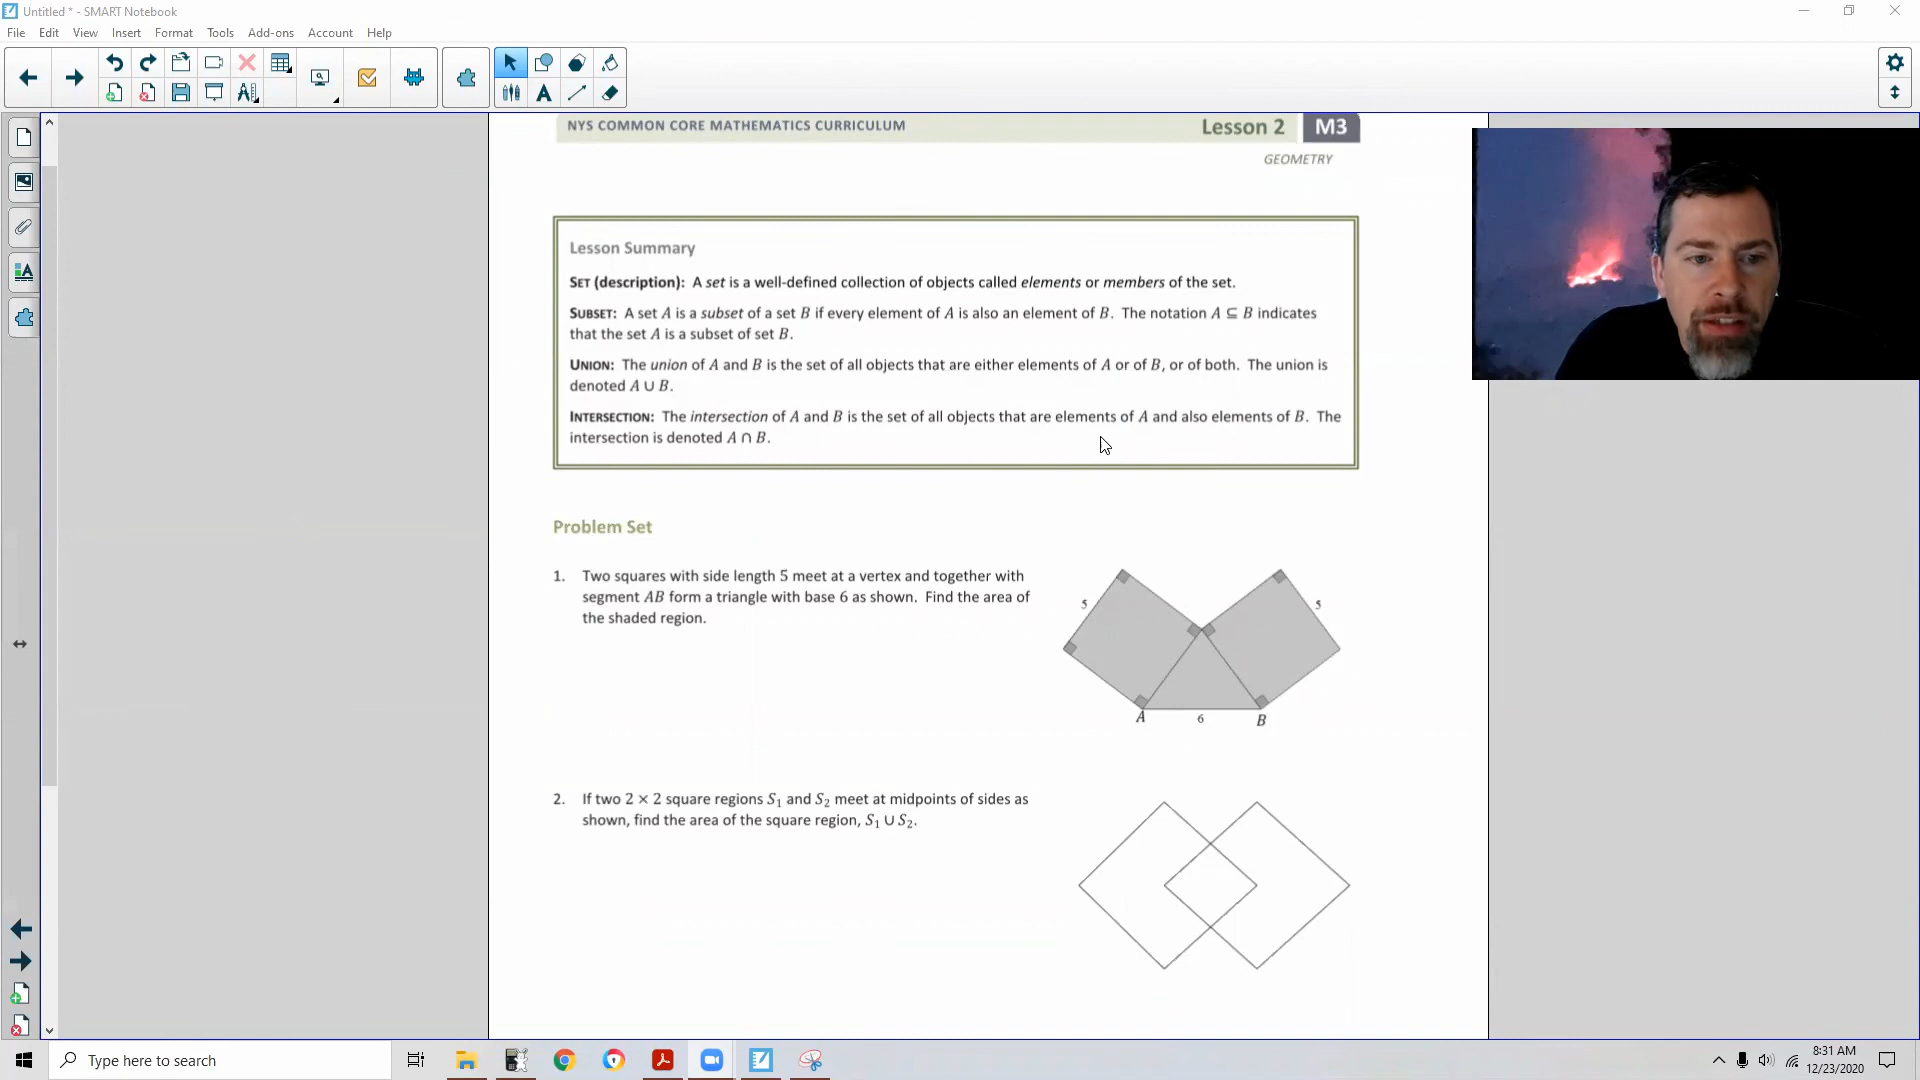 Untitled * - SMART Notebook
File Edit View Insert Format Tools Add-ons Account Help
NYS COMMON CORE MATHEMATICS CURRICULUM
Lesson 2 M3
GEOMETRY
Lesson Summary
SET (description): A set is a well-defined collection of objects called elements or members of the set.
SUBSET: A set A is a subset of a set B if every element of A is also an element of B. The notation A ⊆ B indicates
that the set A is a subset of set B.
UNION: The union of A and B is the set of all objects that are either elements of A or of B, or of both. The union is
denoted A ∪ B.
INTERSECTION: The intersection of A and B is the set of all objects that are elements of A and also elements of B. The
intersection is denoted A ∩ B.
Problem Set
1. Two squares with side length 5 meet at a vertex and together with
segment AB form a triangle with base 6 as shown. Find the area of
the shaded region.
5 5
A 6 B
2. If two 2 × 2 square regions S₁ and S₂ meet at midpoints of sides as
shown, find the area of the square region, S₁ ∪ S₂.
Type here to search
8:31 AM
12/23/2020